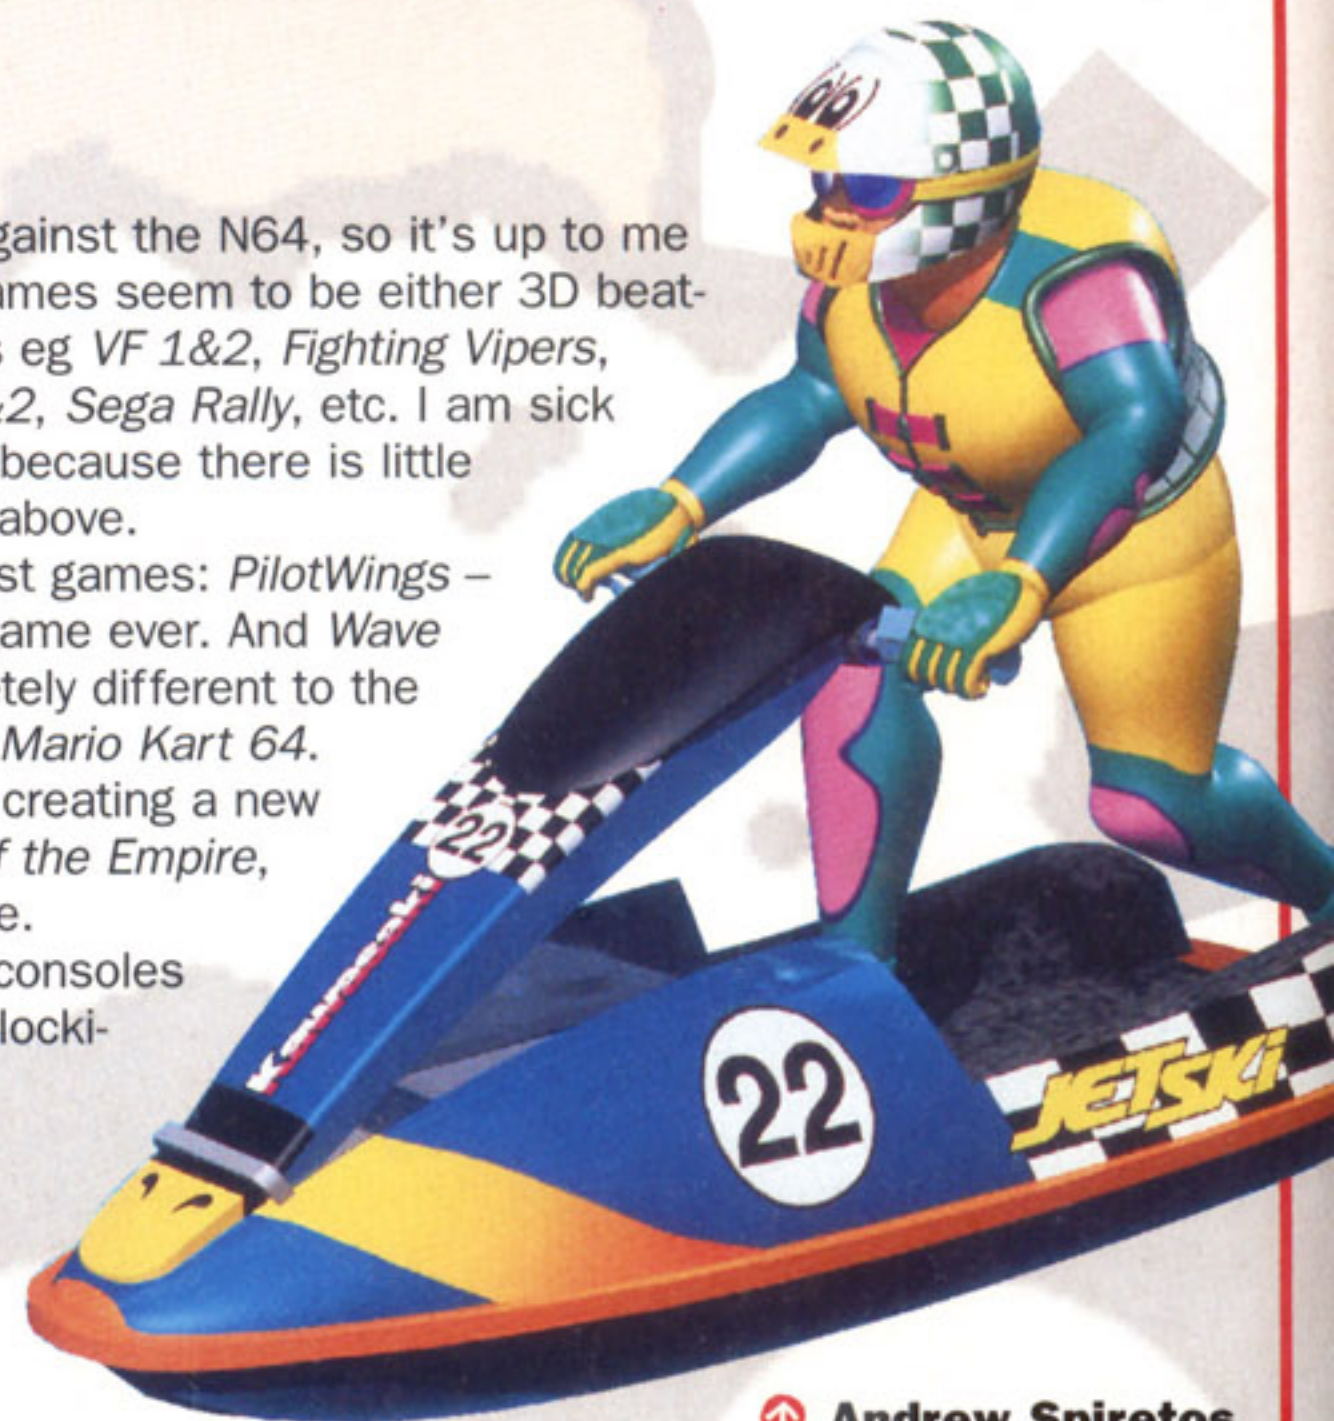 gainst the N64, so it's up to me
ames seem to be either 3D beat-
s eg VF 1&2, Fighting Vipers,
&2, Sega Rally, etc. I am sick
because there is little
above.
st games: PilotWings –
ame ever. And Wave
tely different to the
Mario Kart 64.
creating a new
f the Empire,
e.
consoles
locki-
22
Kawasaki
22
JETSKI
Andrew Spiretos